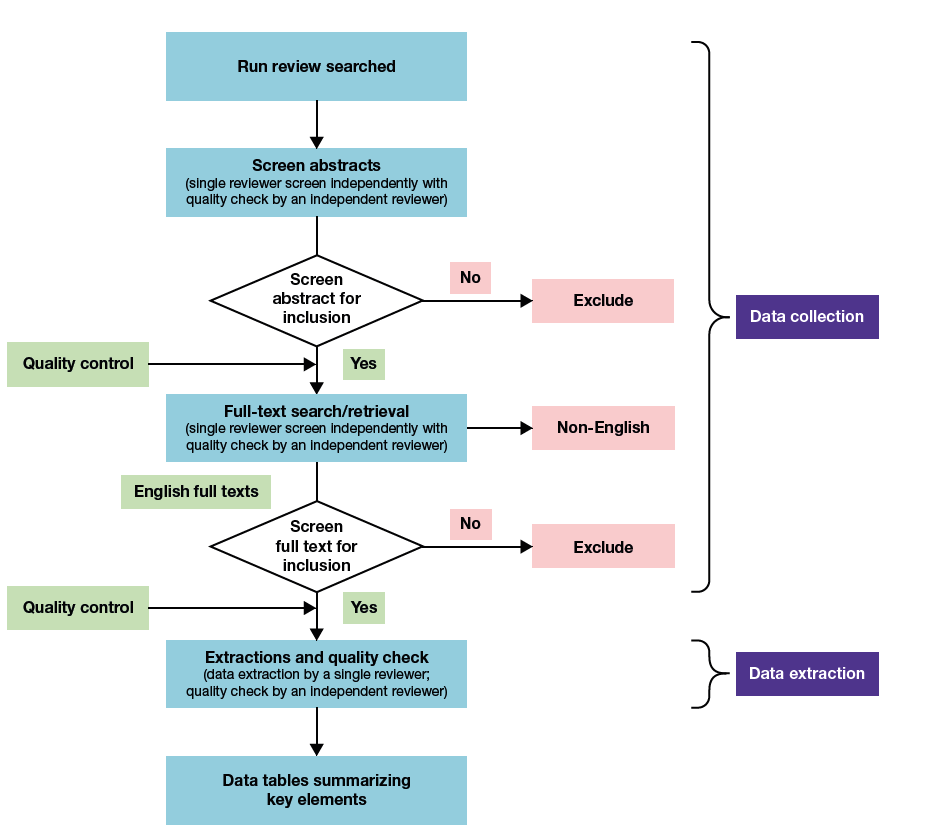 Run review searched
Screen abstracts
(single reviewer screen independently with
quality check by an independent reviewer)
Screen
abstract for
inclusion
No
Exclude
Data collection
Quality control
Yes
Full-text search/retrieval
(single reviewer screen independently with
quality check by an independent reviewer)
Non-English
English full texts
Screen
full text for
inclusion
No
Exclude
Quality control
Yes
Extractions and quality check
(data extraction by a single reviewer;
quality check by an independent reviewer)
Data extraction
Data tables summarizing
key elements